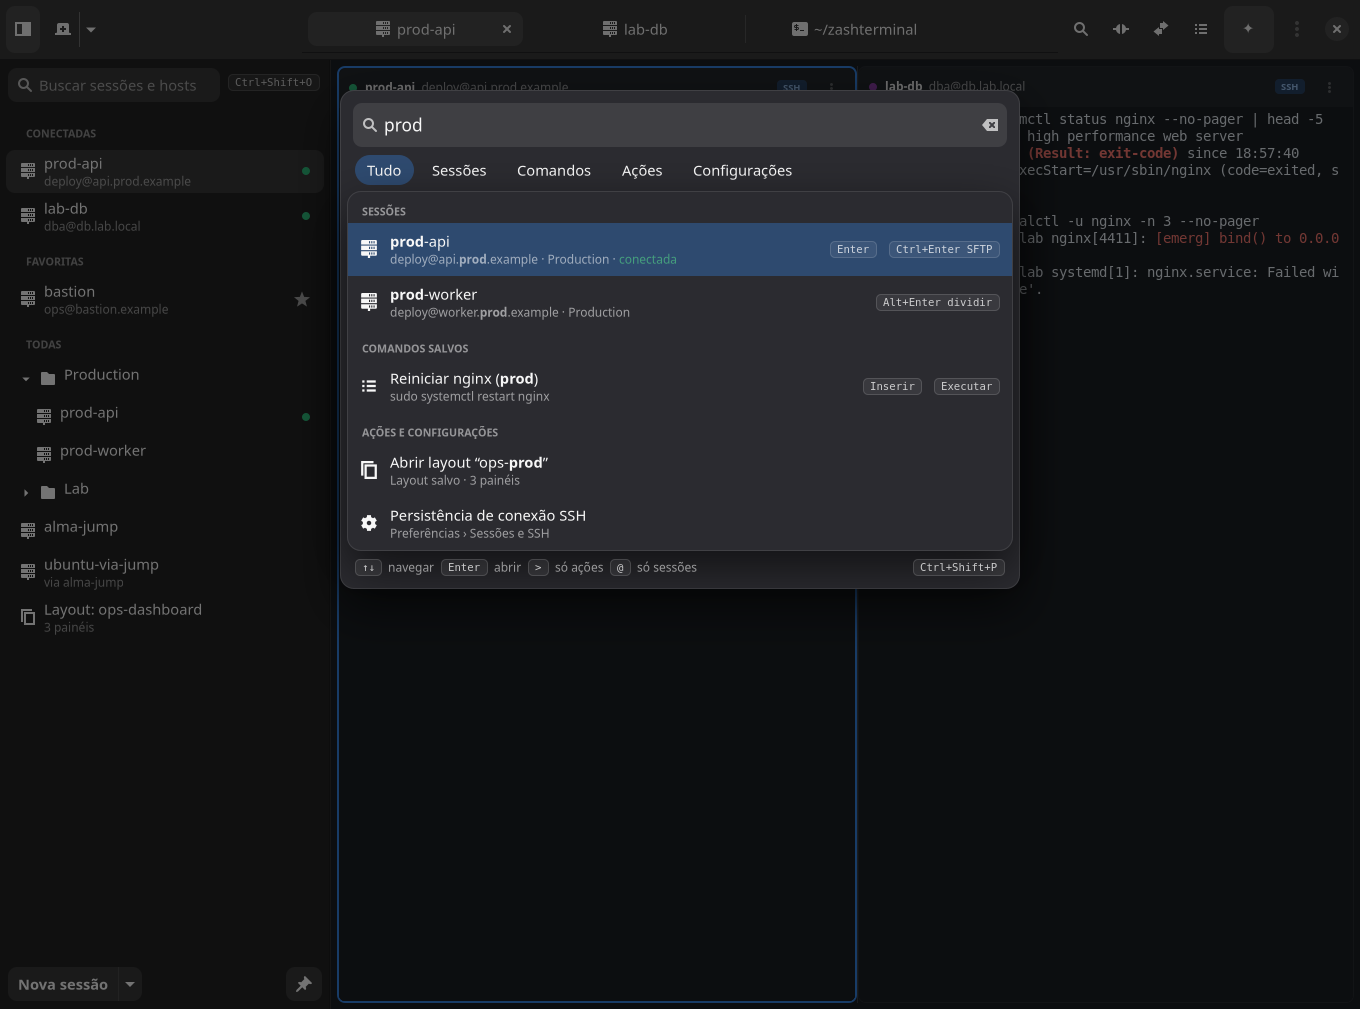 prod-api
lab-db
~/zashterminal
Buscar sessões e hosts
Ctrl+Shift+O
CONECTADAS
prod-api
deploy@api.prod.example
lab-db
dba@db.lab.local
FAVORITAS
bastion
ops@bastion.example
TODAS
Production
prod-api
prod-worker
Lab
alma-jump
ubuntu-via-jump
via alma-jump
Layout: ops-dashboard
3 painéis
Nova sessão
prod-api deploy@api.prod.example SSH
prod
Tudo Sessões Comandos Ações Configurações
SESSÕES
prod-api Enter Ctrl+Enter SFTP
deploy@api.prod.example · Production · conectada
prod-worker Alt+Enter dividir
deploy@worker.prod.example · Production
COMANDOS SALVOS
Reiniciar nginx (prod) Inserir Executar
sudo systemctl restart nginx
AÇÕES E CONFIGURAÇÕES
Abrir layout “ops-prod”
Layout salvo · 3 painéis
Persistência de conexão SSH
Preferências › Sessões e SSH
↑↓ navegar Enter abrir > só ações @ só sessões Ctrl+Shift+P
lab-db dba@db.lab.local SSH
mctl status nginx --no-pager | head -5
high performance web server
(Result: exit-code) since 18:57:40
xecStart=/usr/sbin/nginx (code=exited, s
alctl -u nginx -n 3 --no-pager
lab nginx[4411]: [emerg] bind() to 0.0.0
lab systemd[1]: nginx.service: Failed wi
e'.